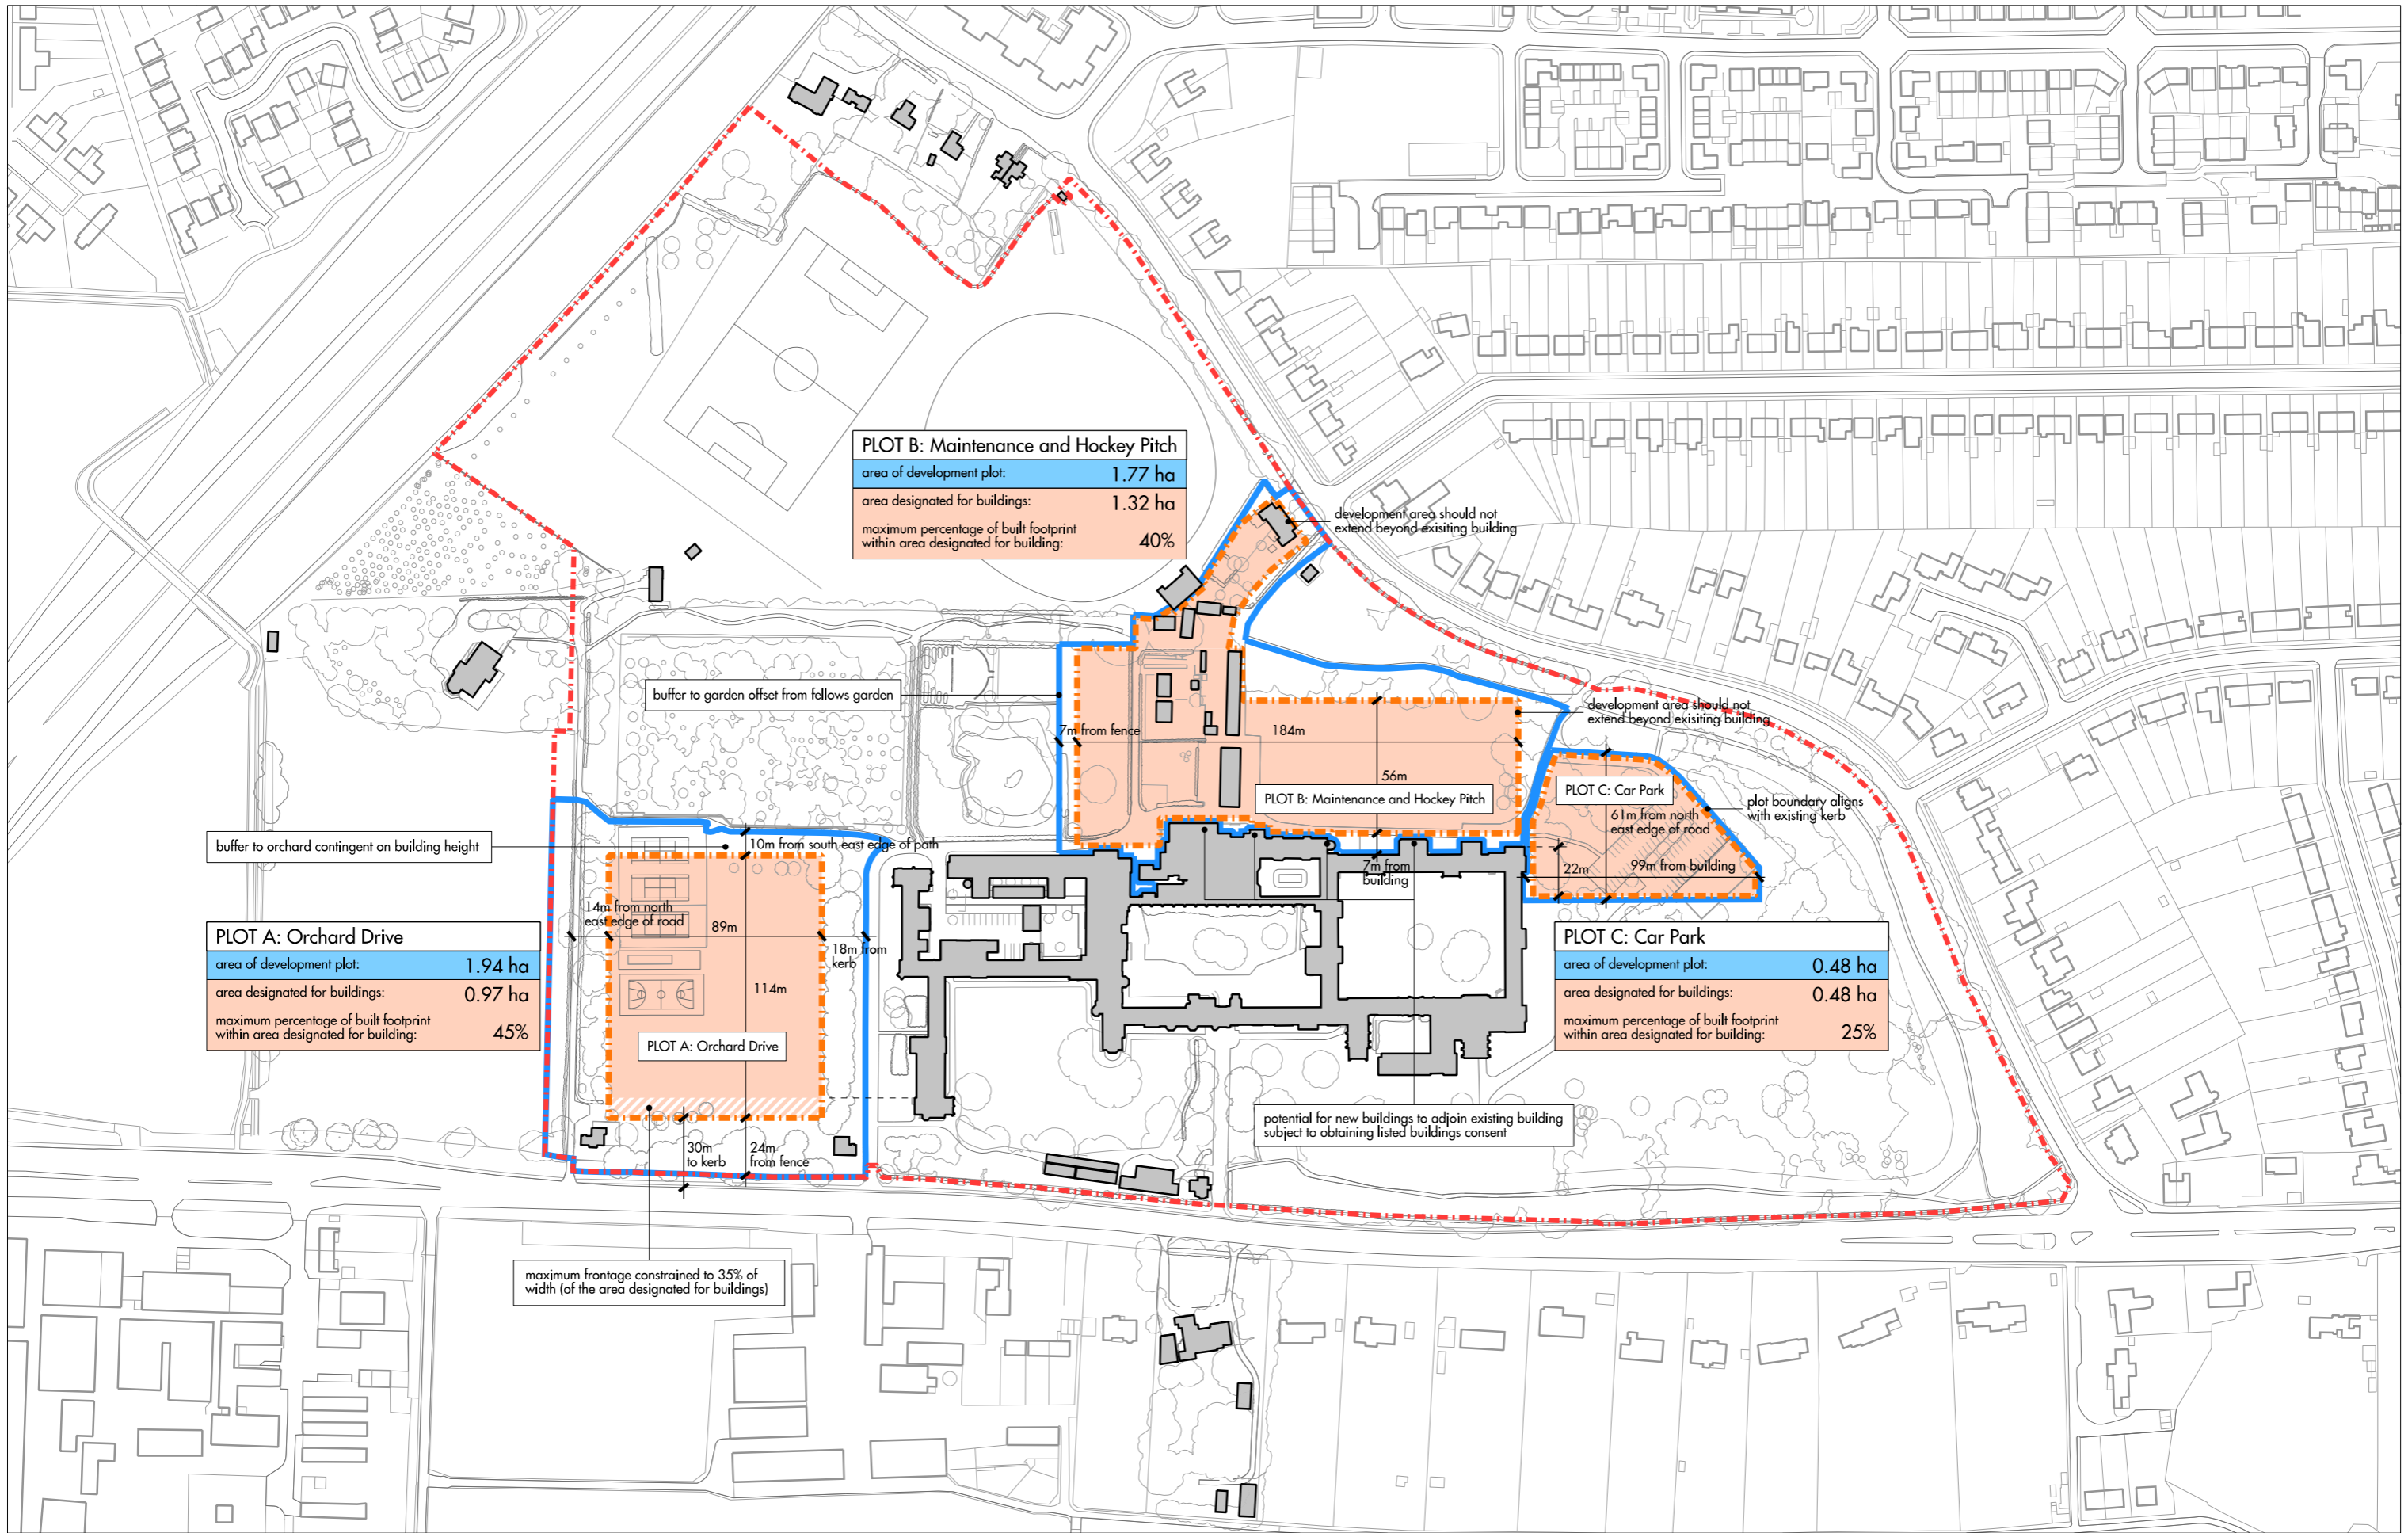 PLOT B: Maintenance and Hockey Pitch
area of development plot: 1.77 ha
area designated for buildings: 1.32 ha
maximum percentage of built footprint
within area designated for building: 40%
development area should not
extend beyond exisiting building
buffer to garden offset from fellows garden
7m from fence
184m
56m
PLOT B: Maintenance and Hockey Pitch
development area should not
extend beyond exisiting building
PLOT C: Car Park
61m from north
east edge of road
plot boundary aligns
with existing kerb
22m
99m from building
7m from
building
buffer to orchard contingent on building height
10m from south east edge of path
14m from north
east edge of road
89m
18m from
kerb
114m
PLOT A: Orchard Drive
area of development plot: 1.94 ha
area designated for buildings: 0.97 ha
maximum percentage of built footprint
within area designated for building: 45%
PLOT A: Orchard Drive
PLOT C: Car Park
area of development plot: 0.48 ha
area designated for buildings: 0.48 ha
maximum percentage of built footprint
within area designated for building: 25%
30m
to kerb
24m
from fence
potential for new buildings to adjoin existing building
subject to obtaining listed buildings consent
maximum frontage constrained to 35% of
width (of the area designated for buildings)